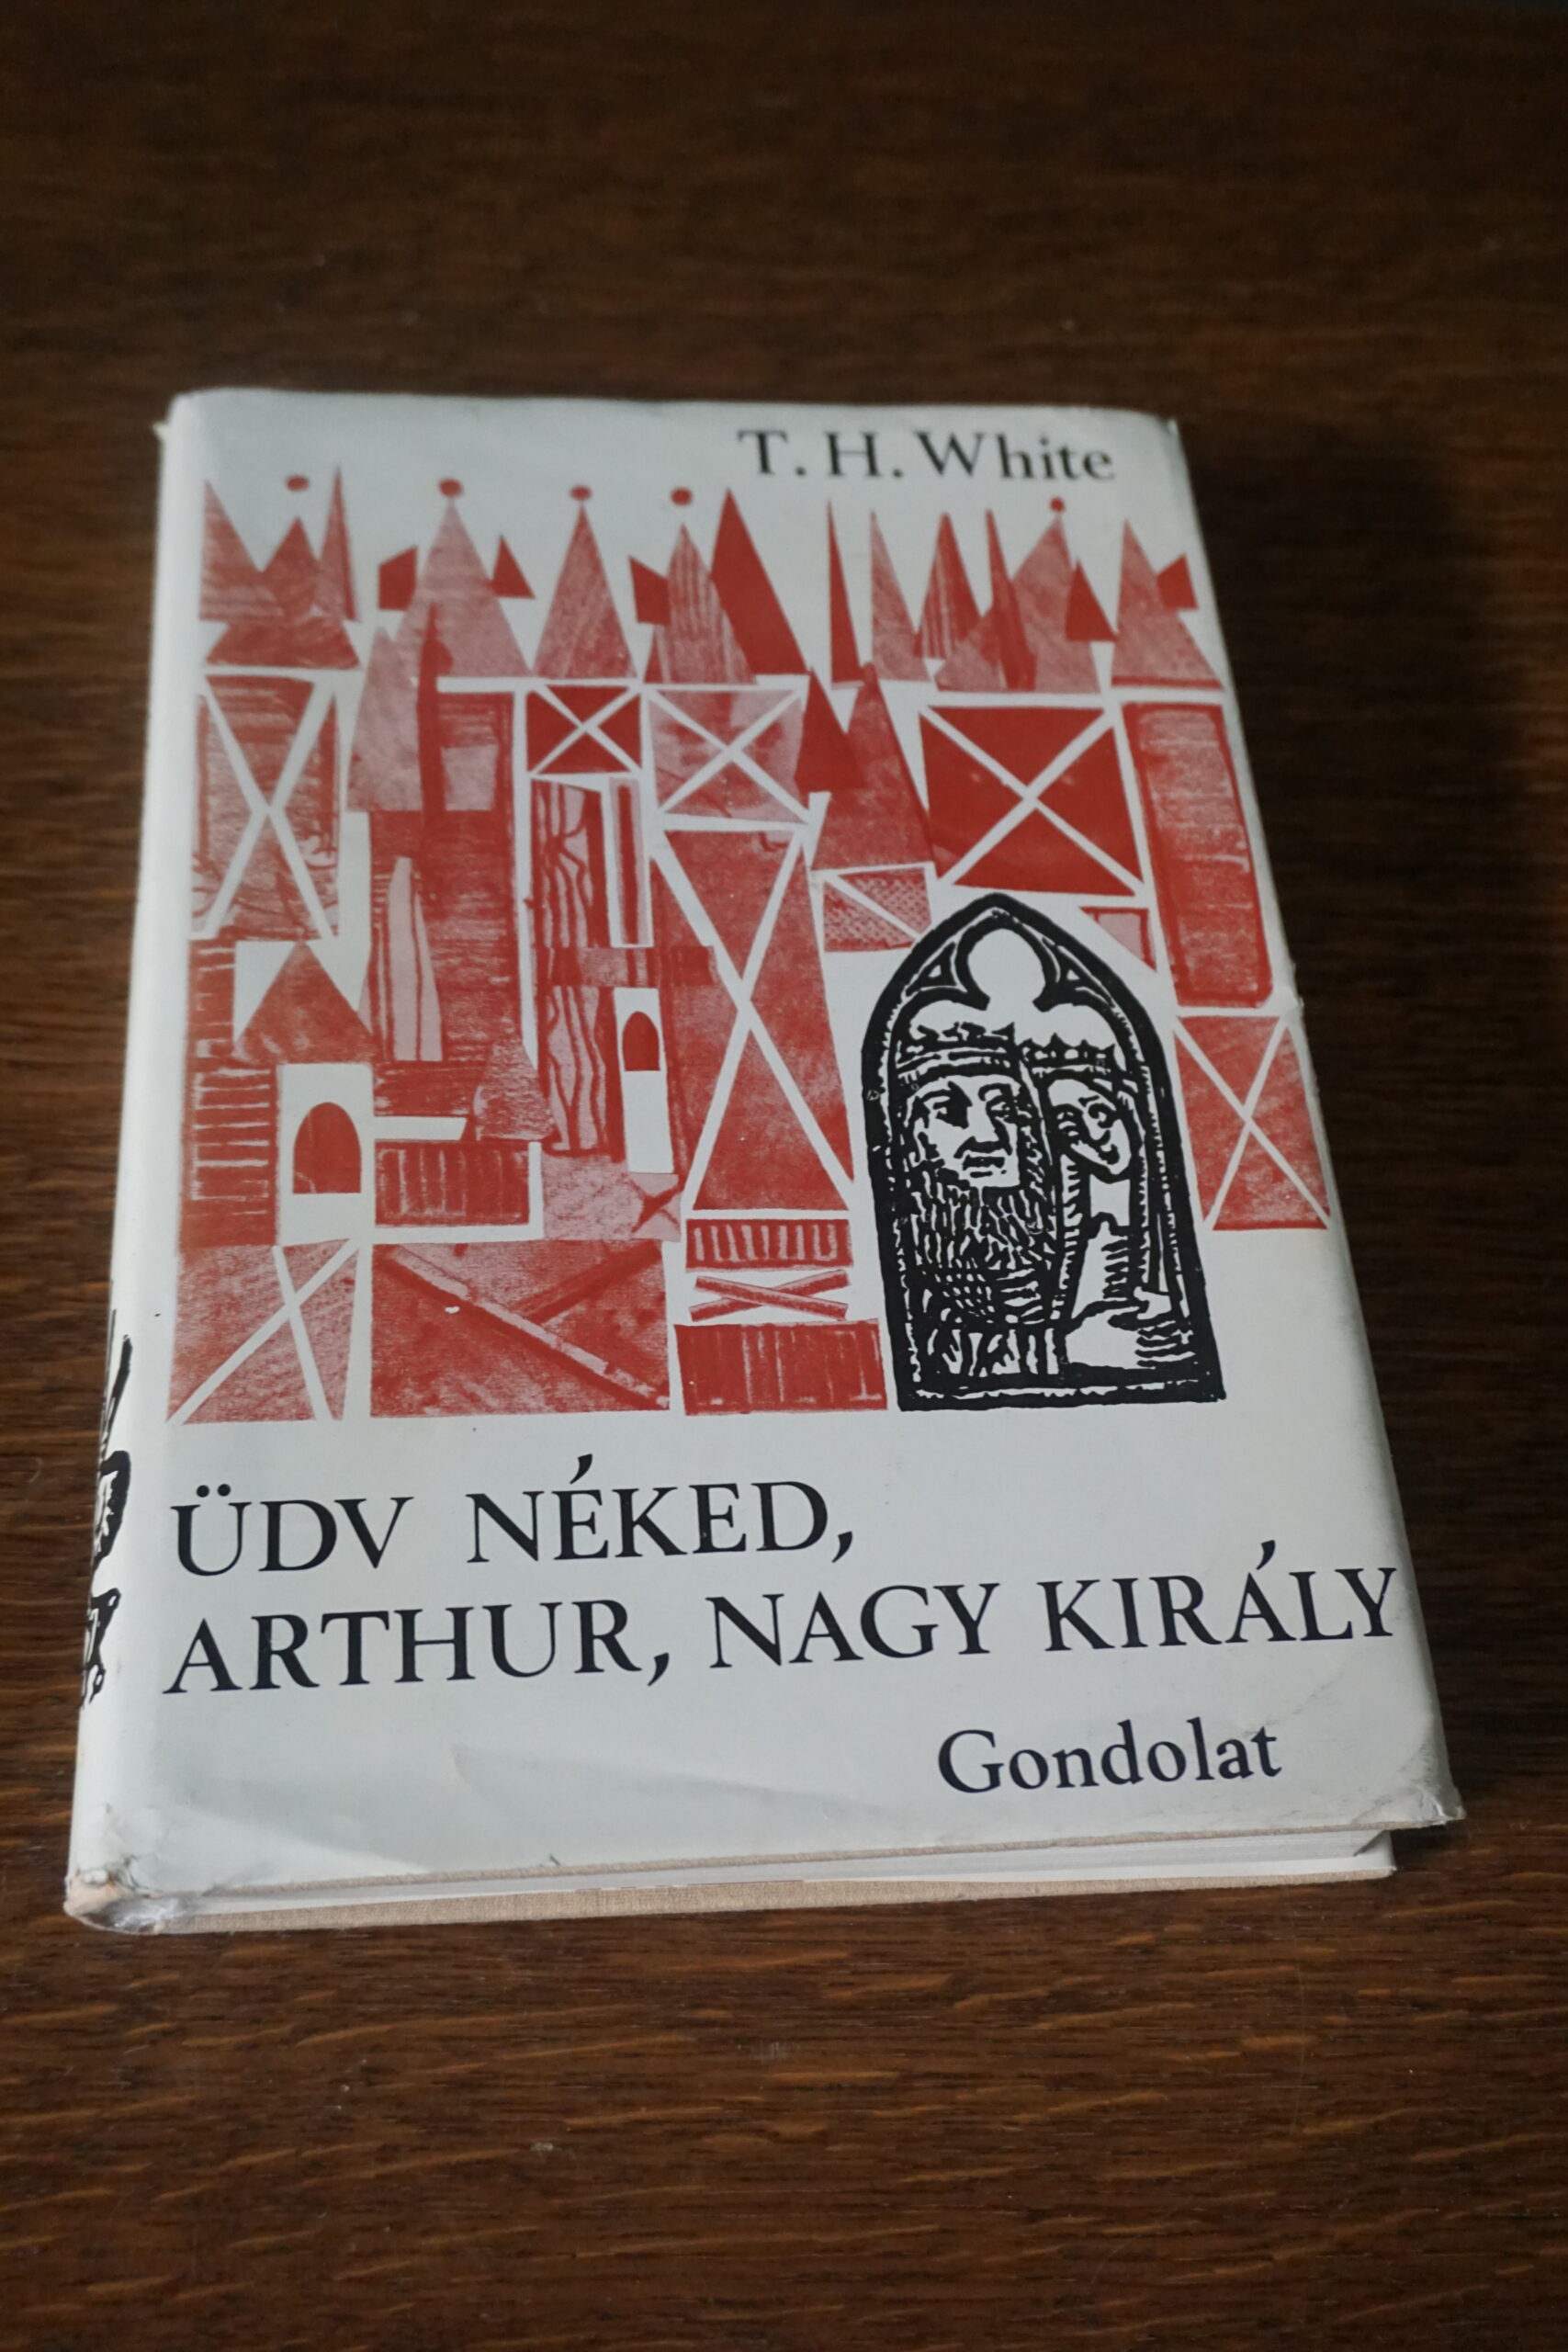 T. H. White
ÜDV NÉKED,
ARTHUR, NAGY KIRÁLY
Gondolat